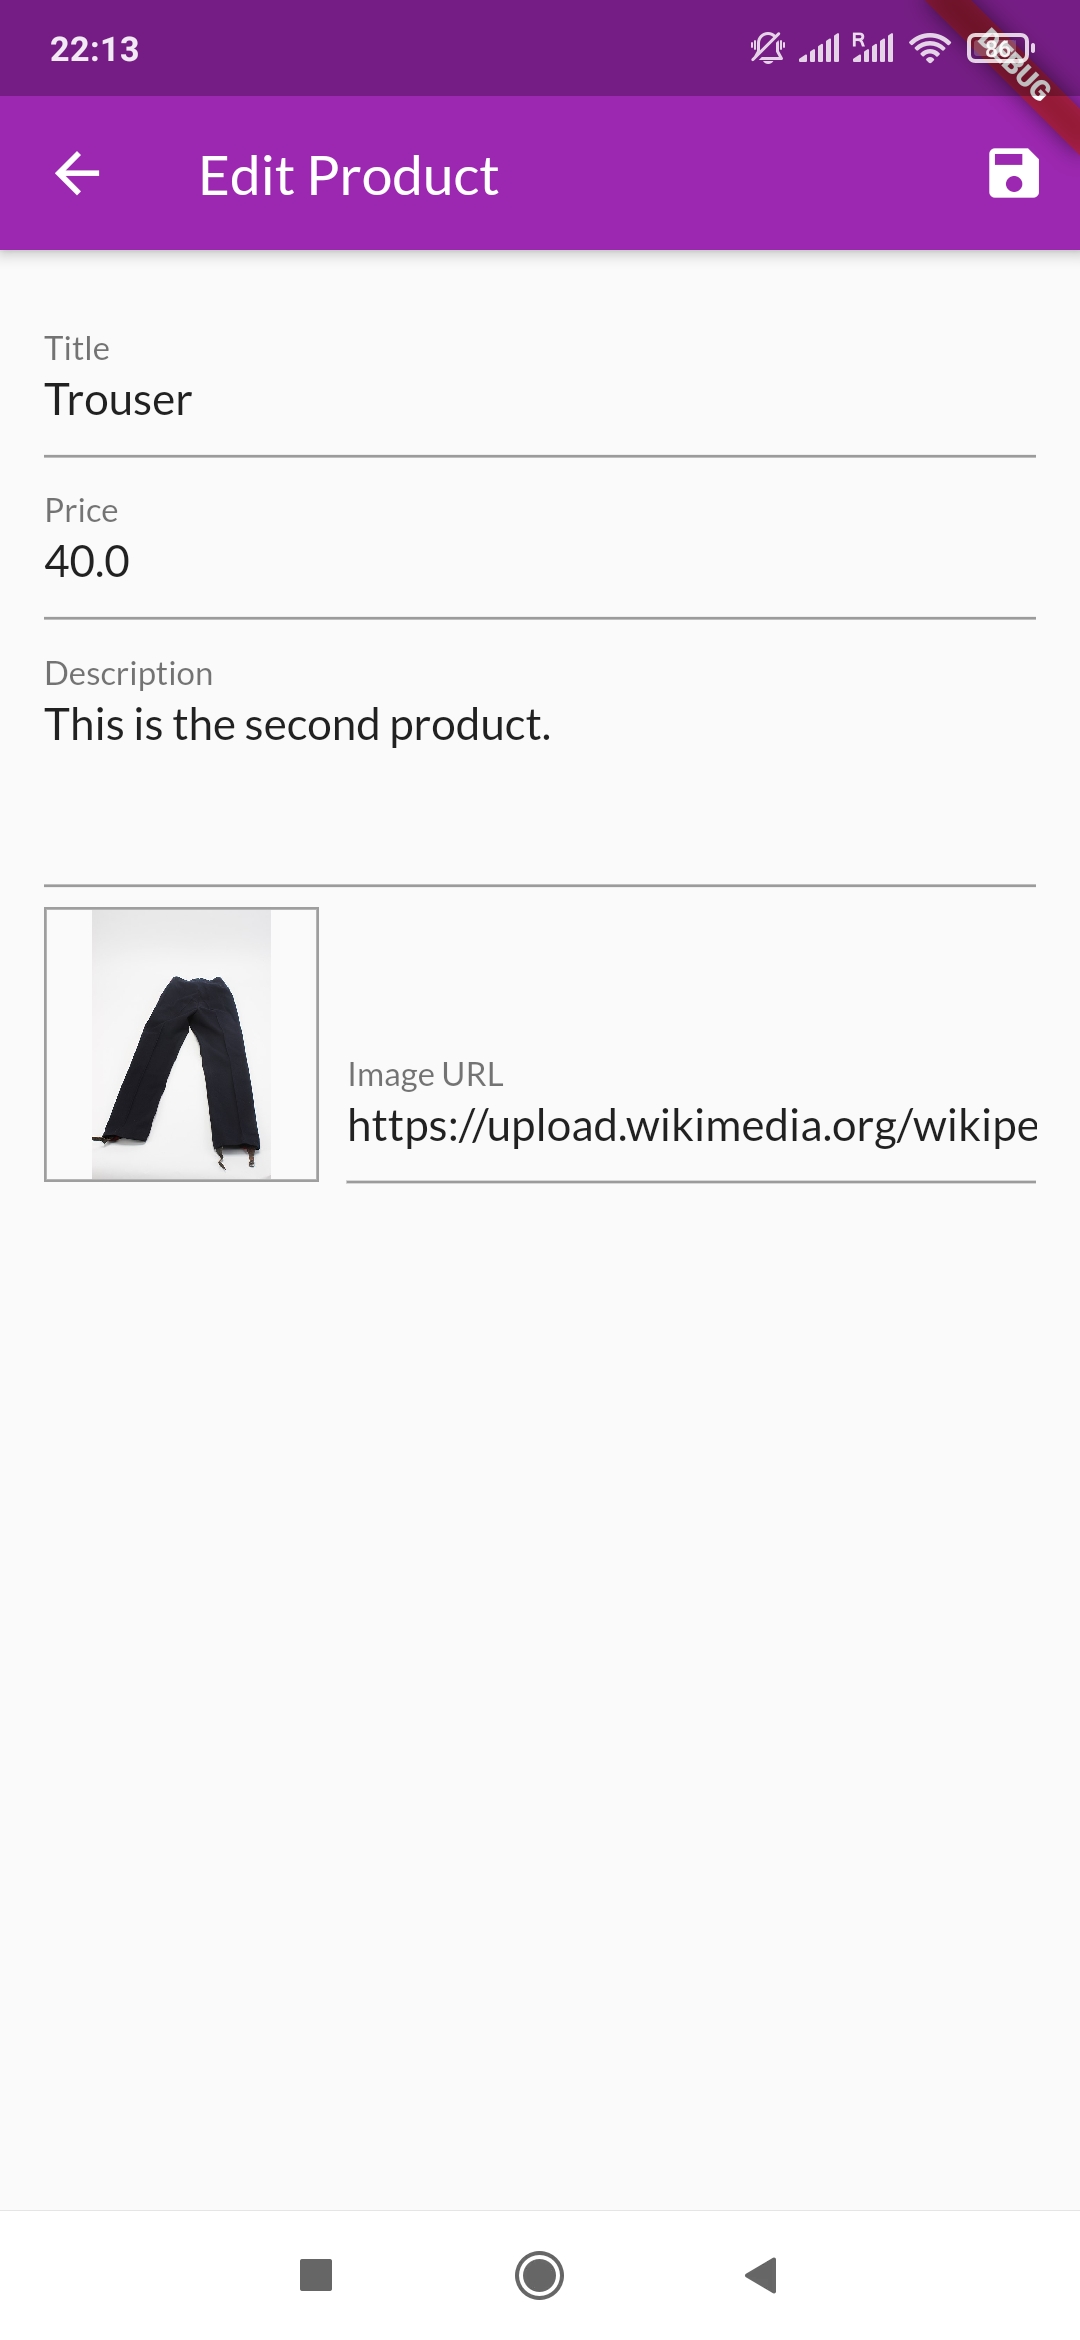 22:13
R
86
DEBUG
Edit Product
Title
Trouser
Price
40.0
Description
This is the second product.
Image URL
https://upload.wikimedia.org/wikipe